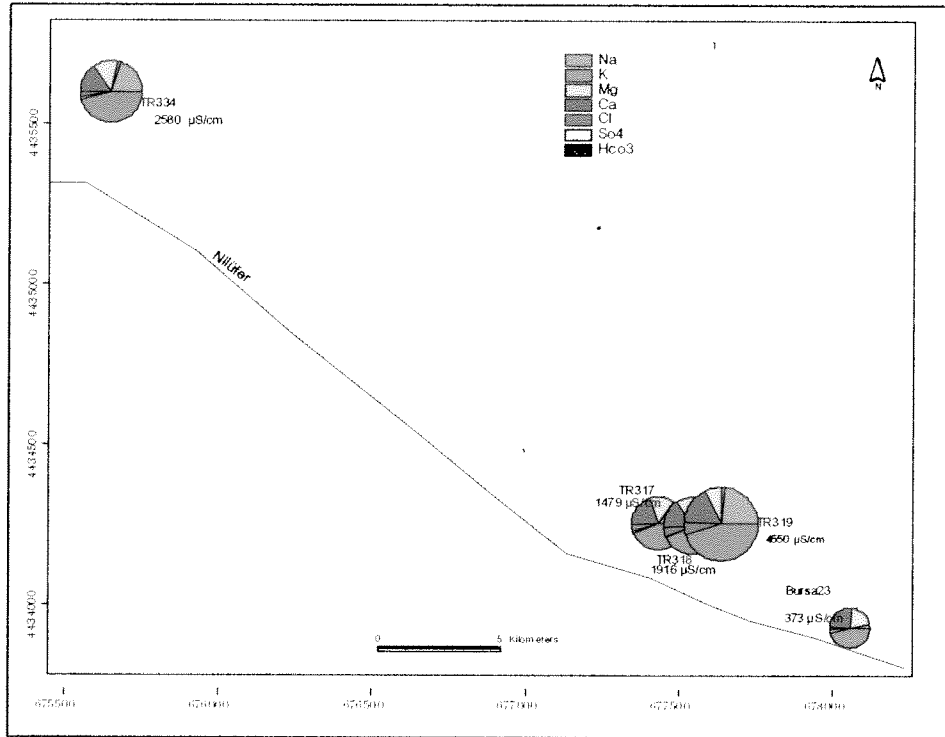 Na
K
Mg
Ca
Cl
So4
Hco3
N
TR334
2560 µS/cm
Nilüfer
TR317
1479 µS/cm
TR319
4550 µS/cm
TR318
1916 µS/cm
Bursa23
373 µS/cm
0 5 Kilometers
4435500
4435000
4434500
4434000
675500 676000 676500 677000 677500 678000